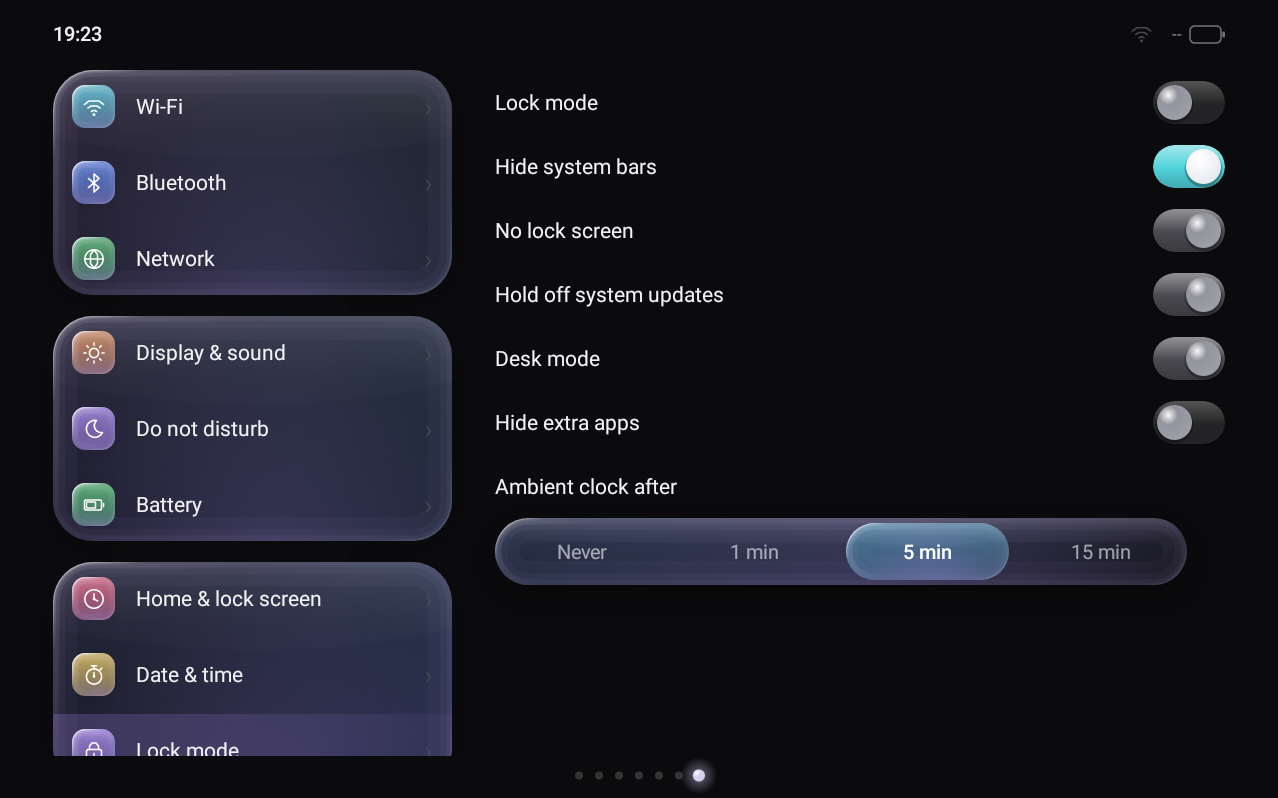 19:23
--
Wi-Fi
Bluetooth
Network
Display & sound
Do not disturb
Battery
Home & lock screen
Date & time
Lock mode
Lock mode
Hide system bars
No lock screen
Hold off system updates
Desk mode
Hide extra apps
Ambient clock after
Never 1 min 5 min 15 min